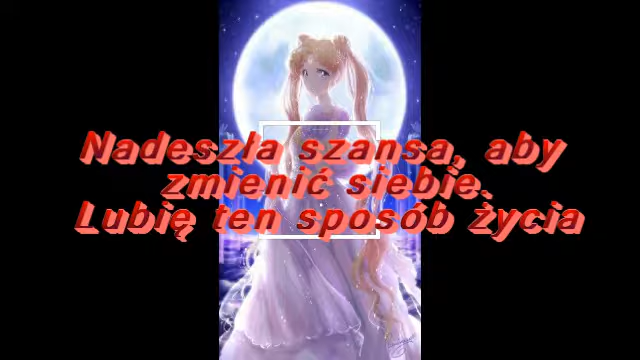 Nadeszła szansa, aby
zmienić siebie.
Lubię ten sposób życia